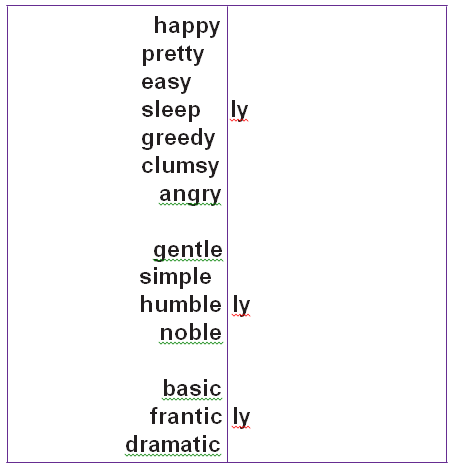 happy
pretty
easy
sleep ly
greedy
clumsy
angry
gentle
simple
humble ly
noble
basic
frantic ly
dramatic